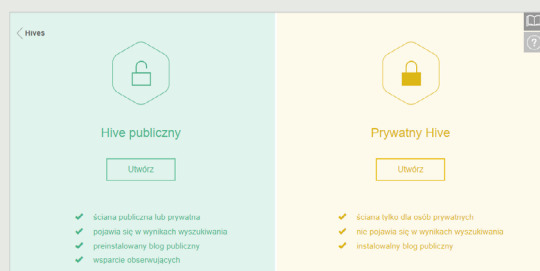 Hives
Hive publiczny
Utwórz
ściana publiczna lub prywatna
pojawia się w wynikach wyszukiwania
preinstalowany blog publiczny
wsparcie obserwujących
Prywatny Hive
Utwórz
ściana tylko dla osób prywatnych
nie pojawia się w wynikach wyszukiwania
instalowalny blog publiczny
?